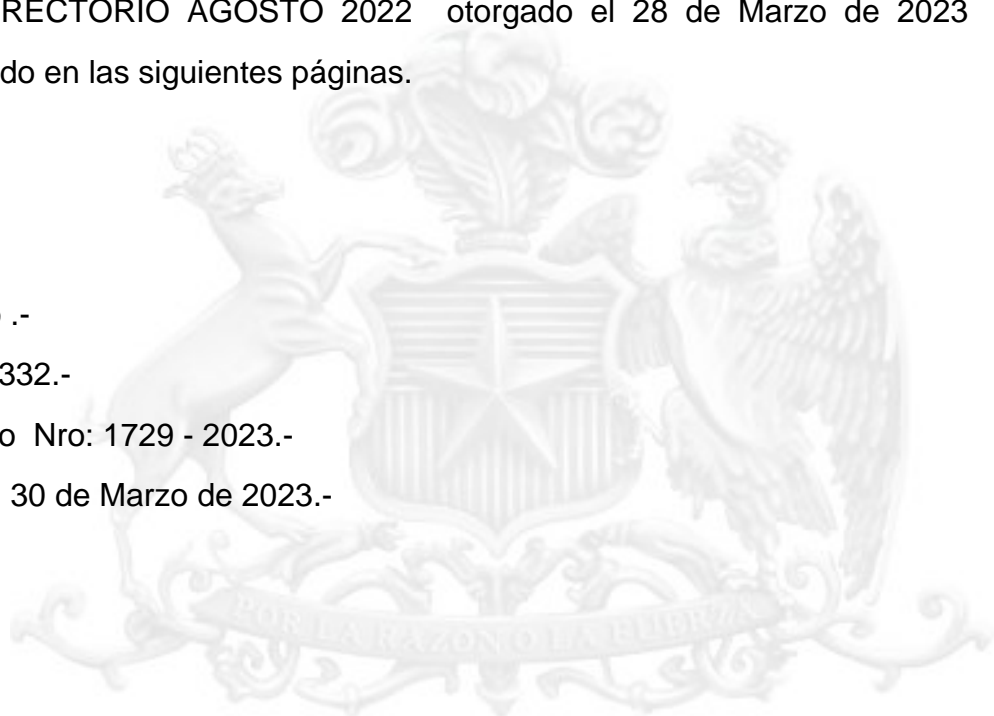 RECTORIO AGOSTO 2022 otorgado el 28 de Marzo de 2023
do en las siguientes páginas.
.-
332.-
o Nro: 1729 - 2023.-
30 de Marzo de 2023.-
POR LA RAZON O LA FUERZA